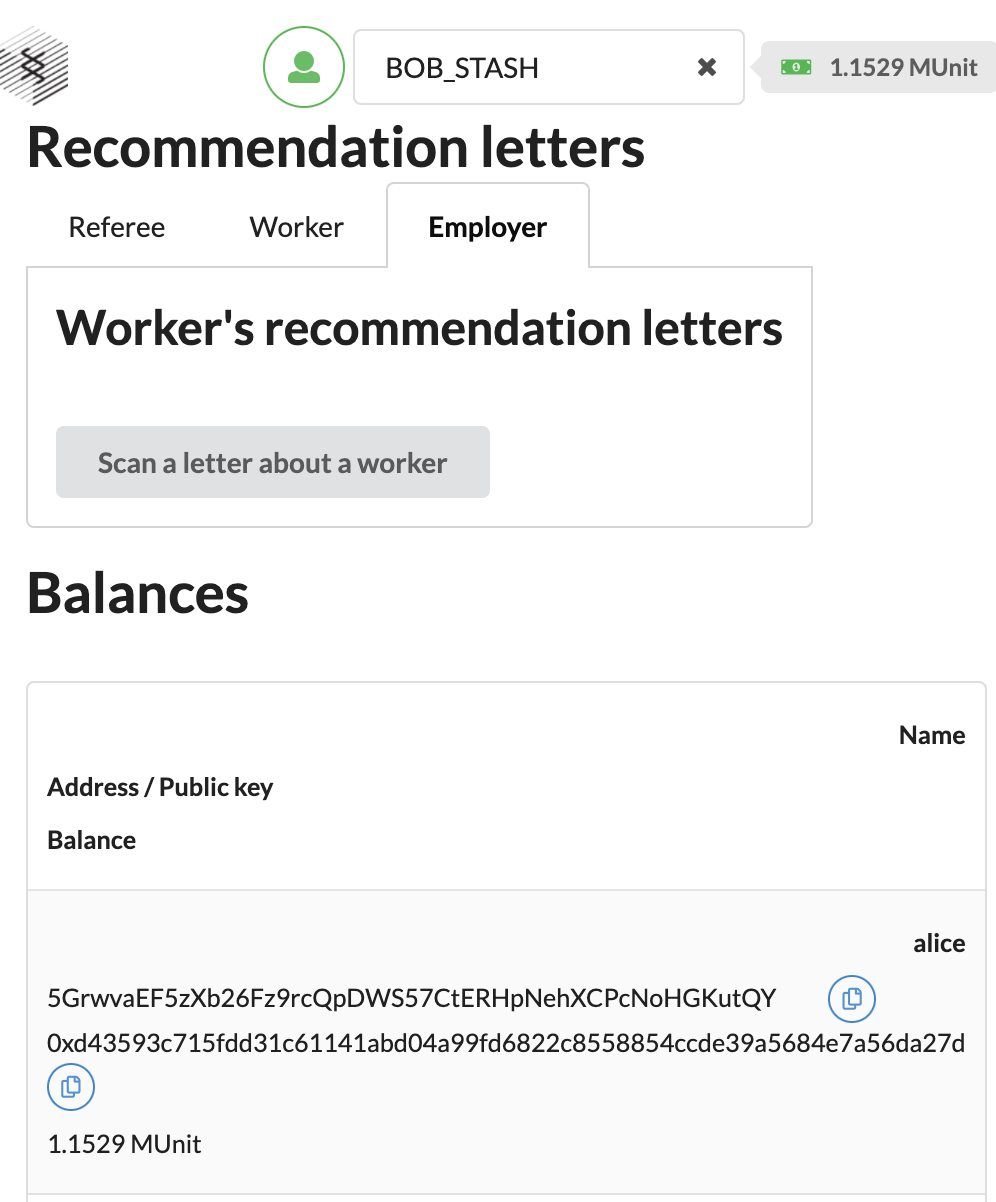 BOB_STASH
1.1529 MUnit
Recommendation letters
Referee Worker Employer
Worker's recommendation letters
Scan a letter about a worker
Balances
Name
Address / Public key
Balance
alice
5GrwvaEF5zXb26Fz9rcQpDWS57CtERHpNehXCPcNoHGKutQY
0xd43593c715fdd31c61141abd04a99fd6822c8558854ccde39a5684e7a56da27d
1.1529 MUnit